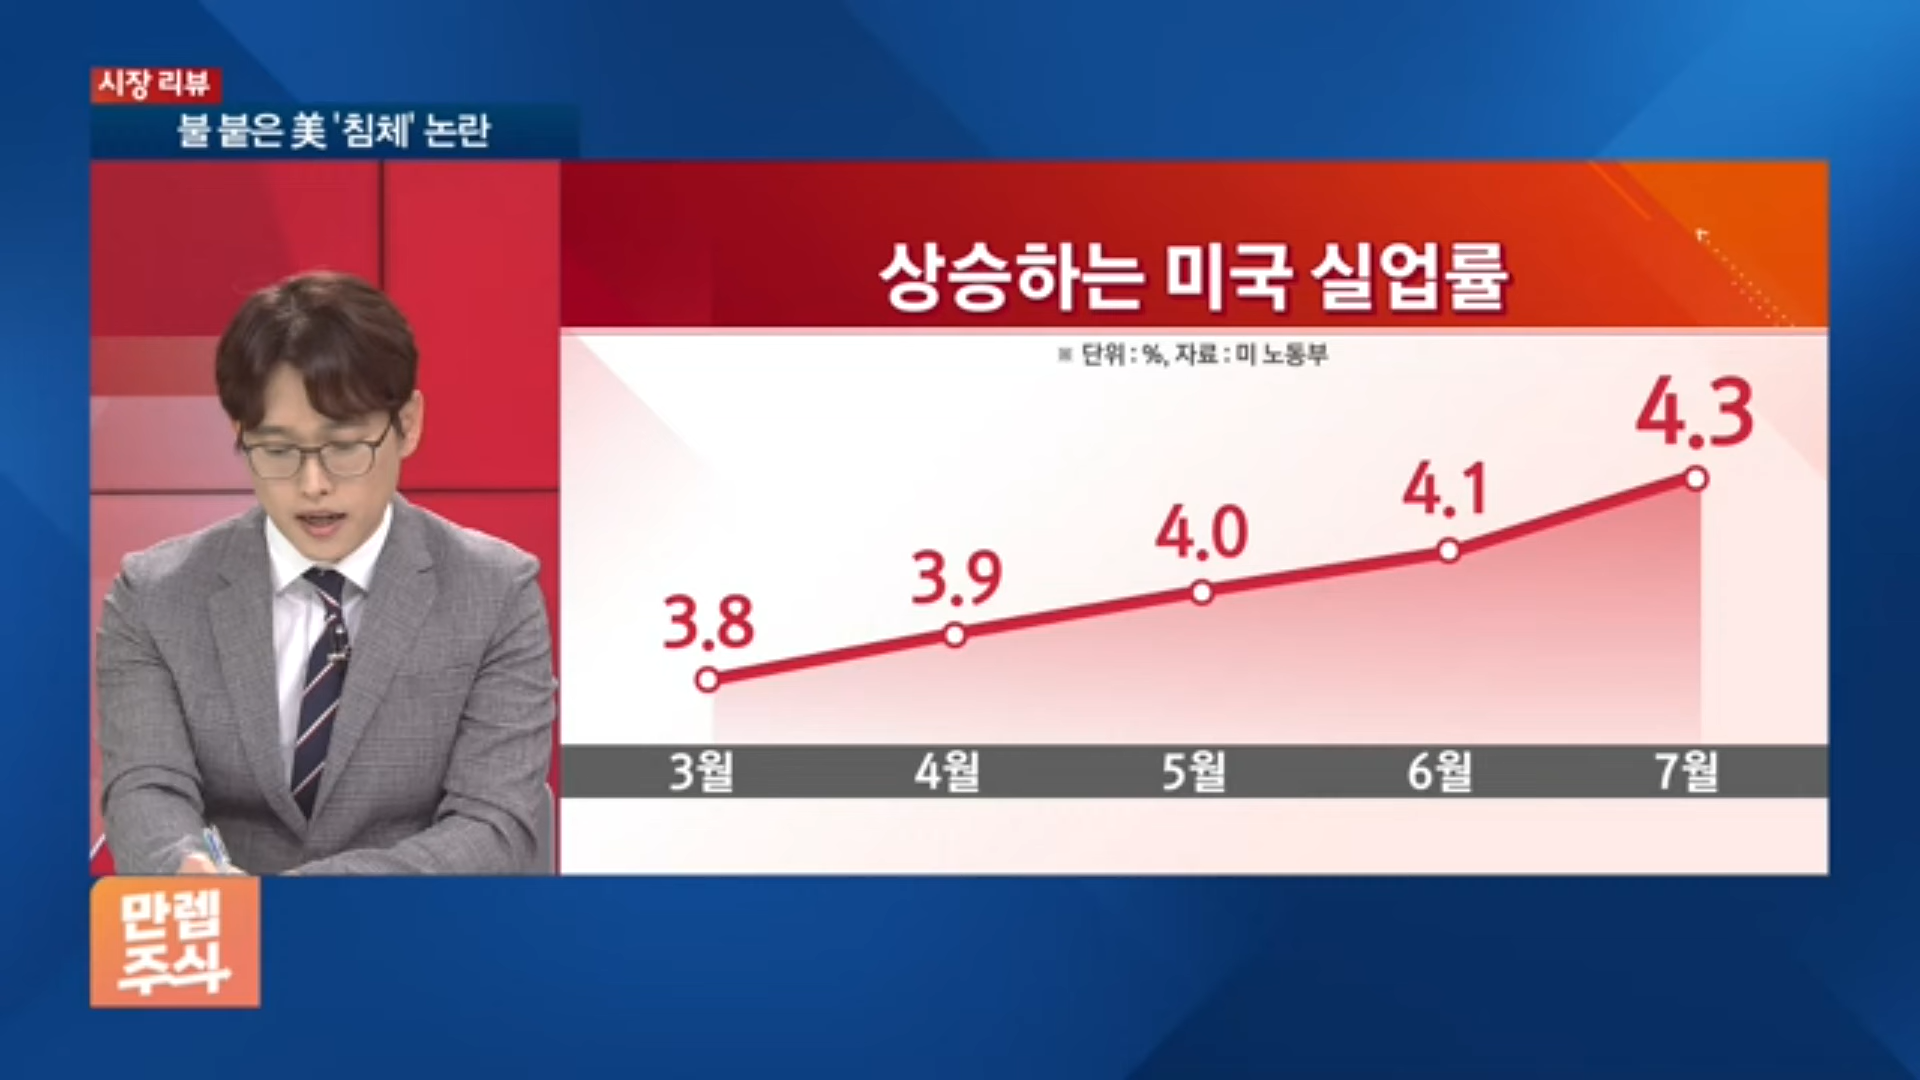 시장 리뷰
불 붙은 美 '침체' 논란
상승하는 미국 실업률
※ 단위 : %, 자료 : 미 노동부
3.8
3.9
4.0
4.1
4.3
3월 4월 5월 6월 7월
만렙
주식